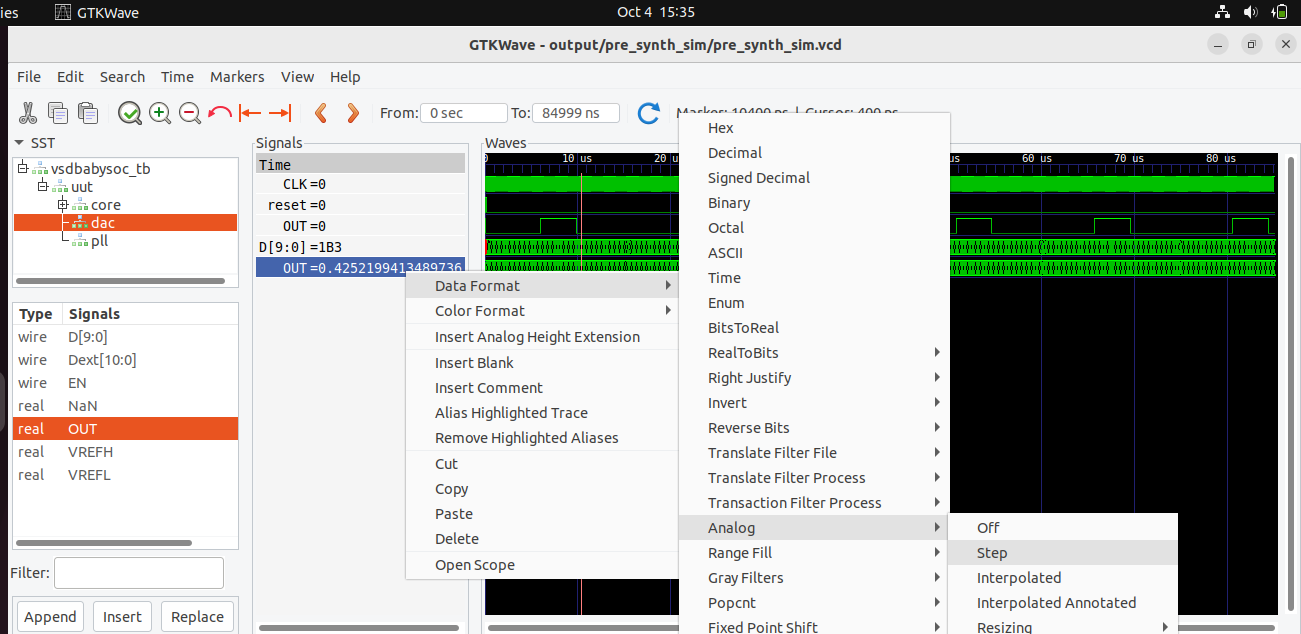 ies GTKWave Oct 4 15:35
GTKWave - output/pre_synth_sim/pre_synth_sim.vcd
File Edit Search Time Markers View Help
From: 0 sec To: 84999 ns Marker: 10400 ns | Cursor: 400 ns
SST
vsdbabysoc_tb
uut
core
dac
pll
Type Signals
wire D[9:0]
wire Dext[10:0]
wire EN
real NaN
real OUT
real VREFH
real VREFL
Filter:
Append Insert Replace
Signals
Time
CLK=0
reset=0
OUT=0
D[9:0]=1B3
OUT=0.4252199413489736
Waves
0 10 us 20 u us 60 us 70 us 80 us
Data Format
Color Format
Insert Analog Height Extension
Insert Blank
Insert Comment
Alias Highlighted Trace
Remove Highlighted Aliases
Cut
Copy
Paste
Delete
Open Scope
Hex
Decimal
Signed Decimal
Binary
Octal
ASCII
Time
Enum
BitsToReal
RealToBits
Right Justify
Invert
Reverse Bits
Translate Filter File
Translate Filter Process
Transaction Filter Process
Analog
Range Fill
Gray Filters
Popcnt
Fixed Point Shift
Off
Step
Interpolated
Interpolated Annotated
Resizing